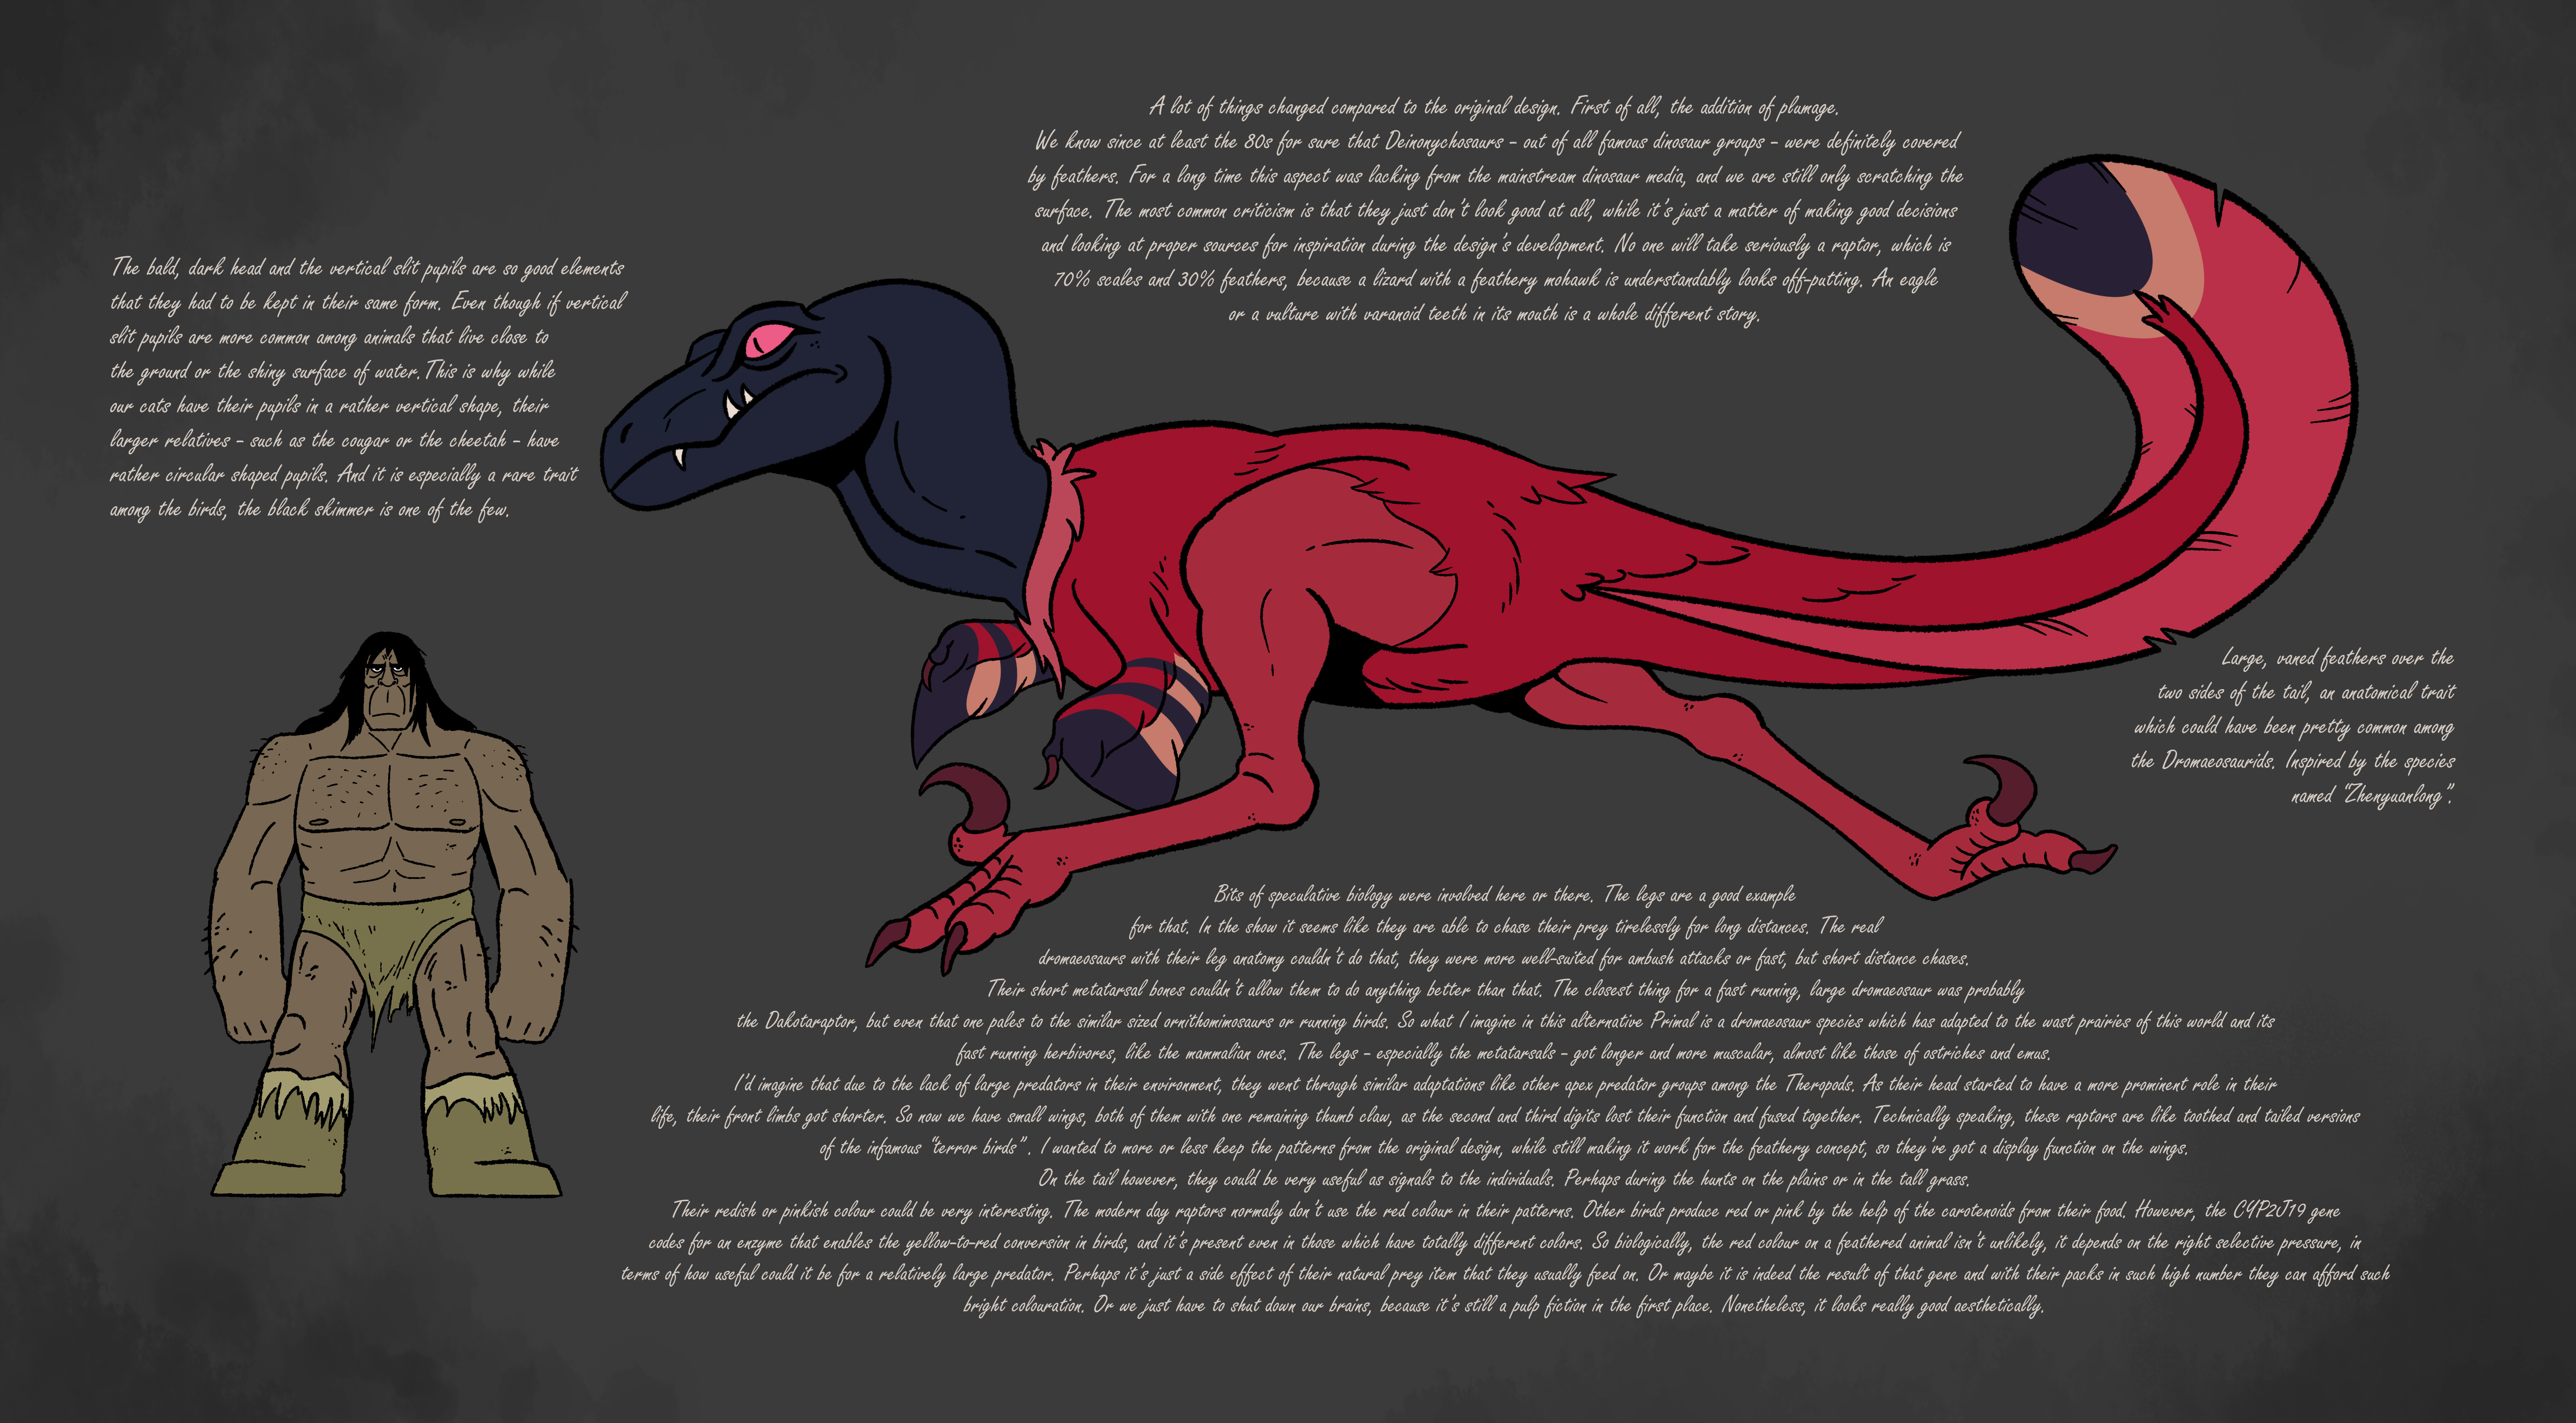 A lot of things changed compared to the original design. First of all, the addition of plumage.
We know since at least the 80s for sure that Deinonychosaurs - out of all famous dinosaur groups - were definitely covered
by feathers. For a long time this aspect was lacking from the mainstream dinosaur media, and we are still only scratching the
surface. The most common criticism is that they just don't look good at all, while it's just a matter of making good decisions
and looking at proper sources for inspiration during the design's development. No one will take seriously a raptor, which is
70% scales and 30% feathers, because a lizard with a feathery mohawk is understandably looks off-putting. An eagle
or a vulture with varanoid teeth in its mouth is a whole different story.
The bald, dark head and the vertical slit pupils are so good elements
that they had to be kept in their same form. Even though if vertical
slit pupils are more common among animals that live close to
the ground or the shiny surface of water. This is why while
our cats have their pupils in a rather vertical shape, their
larger relatives - such as the cougar or the cheetah - have
rather circular shaped pupils. And it is especially a rare trait
among the birds, the black skimmer is one of the few.
Large, vaned feathers over the
two sides of the tail, an anatomical trait
which could have been pretty common among
the Dromaeosaurids. Inspired by the species
named "Zhenyuanlong".
Bits of speculative biology were involved here or there. The legs are a good example
for that. In the show it seems like they are able to chase their prey tirelessly for long distances. The real
dromaeosaurs with their leg anatomy couldn't do that, they were more well-suited for ambush attacks or fast, but short distance chases.
Their short metatarsal bones couldn't allow them to do anything better than that. The closest thing for a fast running, large dromaeosaur was probably
the Dakotaraptor, but even that one pales to the similar sized ornithomimosaurs or running birds. So what I imagine in this alternative Primal is a dromaeosaur species which has adapted to the wast prairies of this world and its
fast running herbivores, like the mammalian ones. The legs - especially the metatarsals - got longer and more muscular, almost like those of ostriches and emus.
I'd imagine that due to the lack of large predators in their environment, they went through similar adaptations like other apex predator groups among the Theropods. As their head started to have a more prominent role in their
life, their front limbs got shorter. So now we have small wings, both of them with one remaining thumb claw, as the second and third digits lost their function and fused together. Technically speaking, these raptors are like toothed and tailed versions
of the infamous "terror birds". I wanted to more or less keep the patterns from the original design, while still making it work for the feathery concept, so they've got a display function on the wings.
On the tail however, they could be very useful as signals to the individuals. Perhaps during the hunts on the plains or in the tall grass.
Their redish or pinkish colour could be very interesting. The modern day raptors normaly don't use the red colour in their patterns. Other birds produce red or pink by the help of the carotenoids from their food. However, the CYP2J19 gene
codes for an enzyme that enables the yellow-to-red conversion in birds, and it's present even in those which have totally different colors. So biologically, the red colour on a feathered animal isn't unlikely, it depends on the right selective pressure, in
terms of how useful could it be for a relatively large predator. Perhaps it's just a side effect of their natural prey item that they usually feed on. Or maybe it is indeed the result of that gene and with their packs in such high number they can afford such
bright colouration. Or we just have to shut down our brains, because it's still a pulp fiction in the first place. Nonetheless, it looks really good aesthetically.